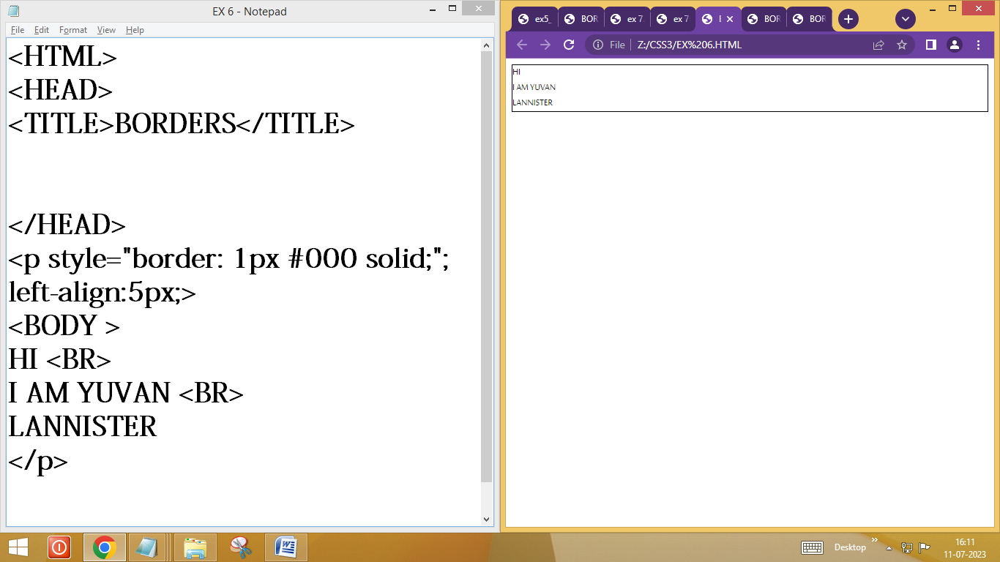 EX 6 - Notepad
File Edit Format View Help
<HTML>
<HEAD>
<TITLE>BORDERS</TITLE>
</HEAD>
<p style="border: 1px #000 solid;";
left-align:5px;>
<BODY >
HI <BR>
I AM YUVAN <BR>
LANNISTER
</p>
ex5_ BOR ex 7. ex 7 I BOR BOR
File Z:/CSS3/EX%206.HTML
HI
I AM YUVAN
LANNISTER
Desktop
16:11
11-07-2023